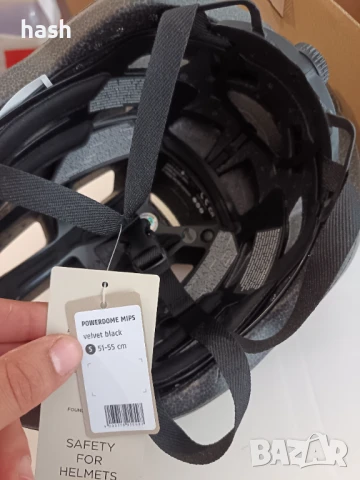 hash
POWERDOME MIPS
velvet black
S 51-55 cm
SAFETY
FOR
HELMETS
BAZAR